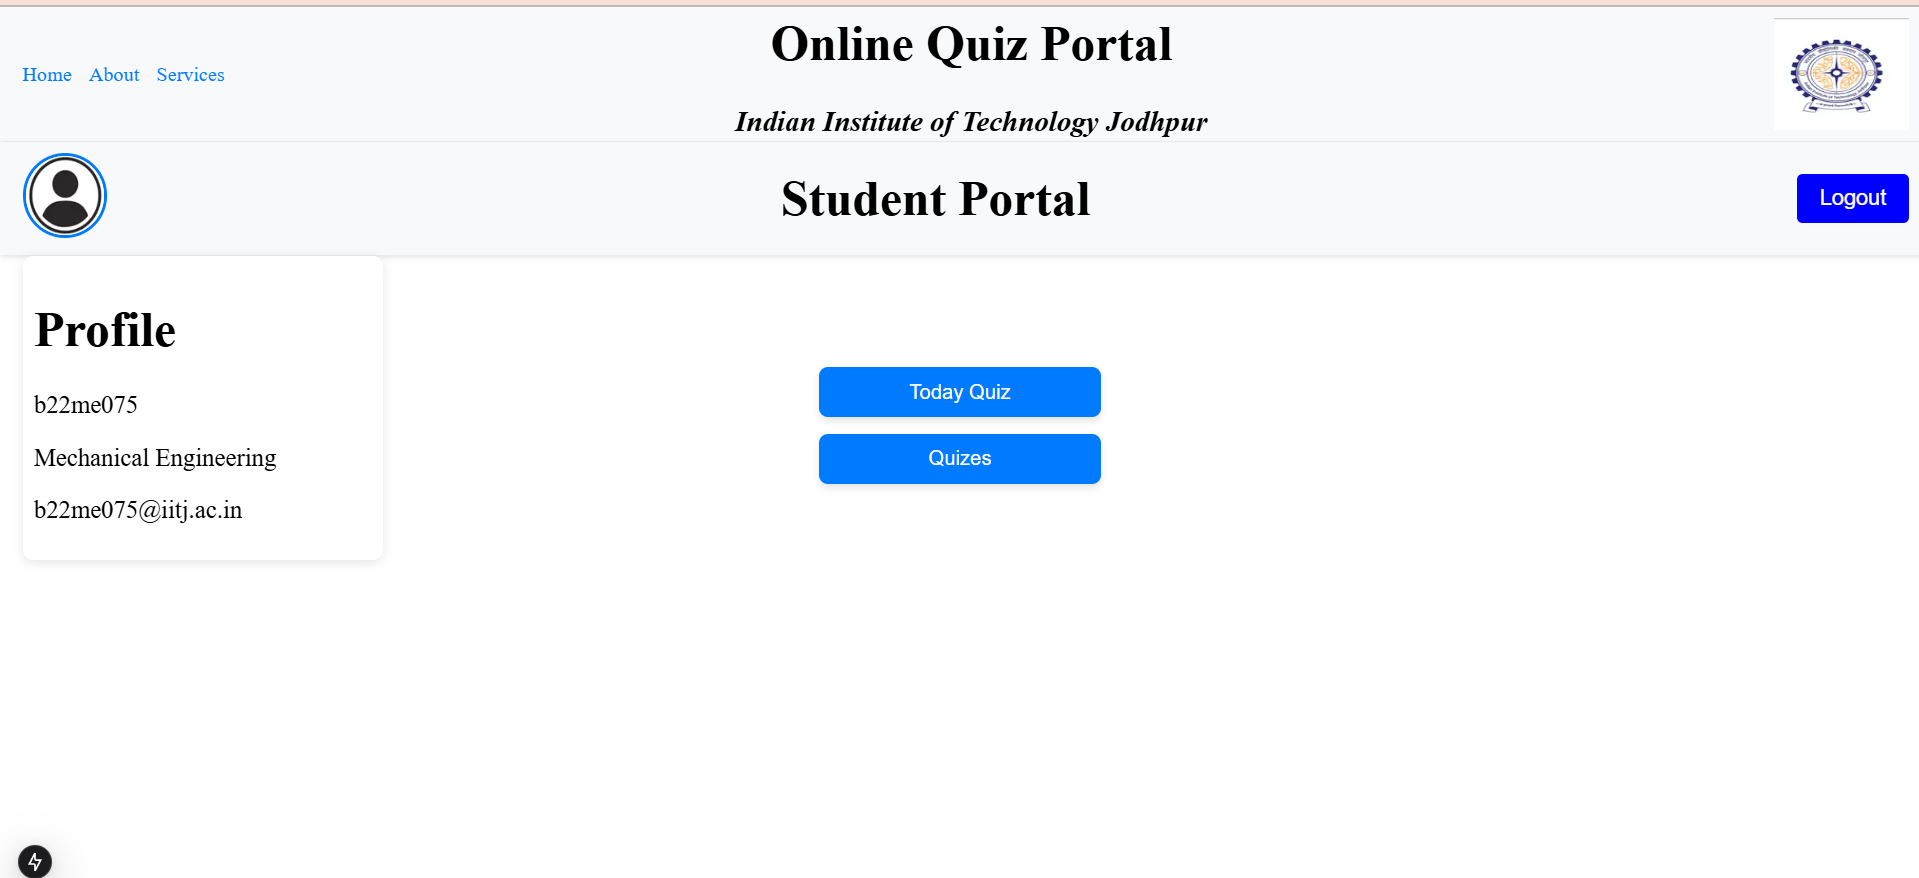 Online Quiz Portal
Home About Services
Indian Institute of Technology Jodhpur
Student Portal
Logout
Profile
b22me075
Mechanical Engineering
b22me075@iitj.ac.in
Today Quiz
Quizes